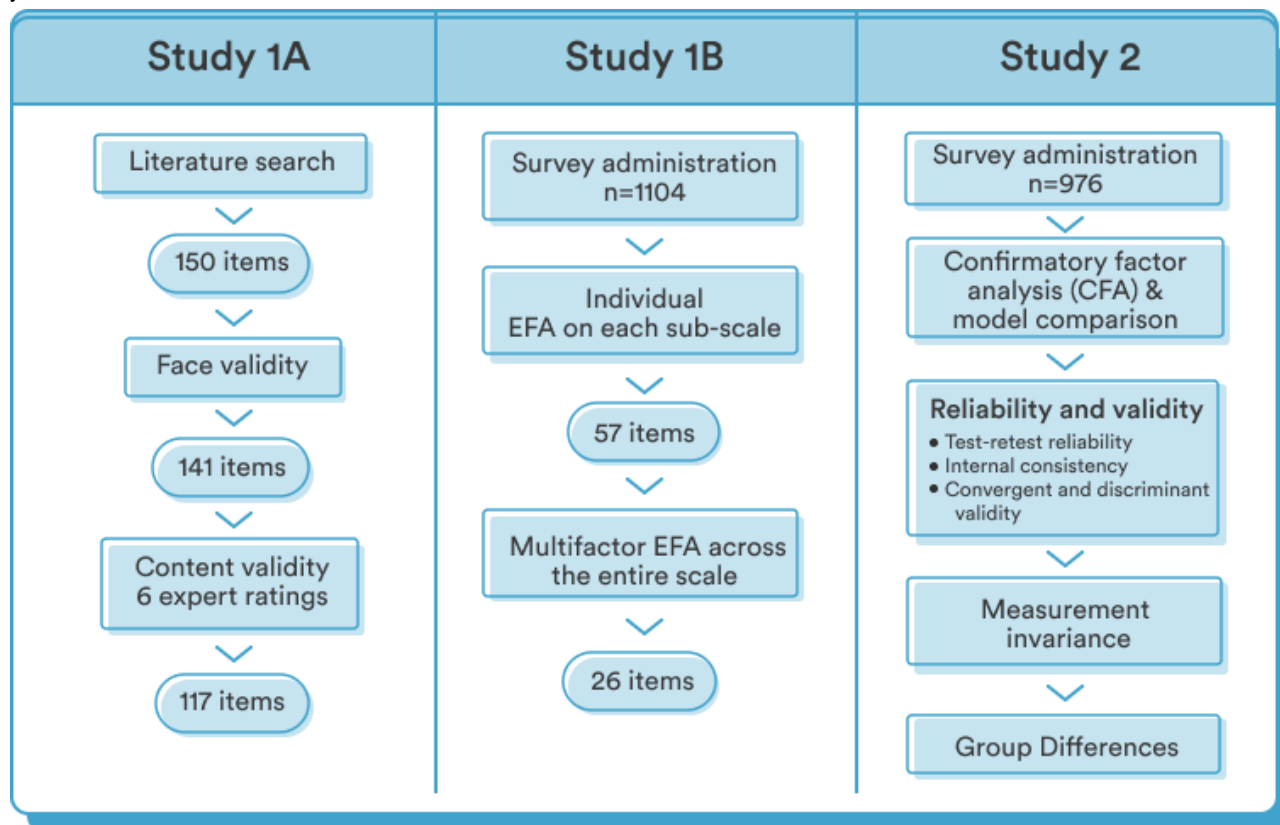 Study 1A
Literature search
150 items
Face validity
141 items
Content validity
6 expert ratings
117 items
Study 1B
Survey administration
n=1104
Individual
EFA on each sub-scale
57 items
Multifactor EFA across
the entire scale
26 items
Study 2
Survey administration
n=976
Confirmatory factor
analysis (CFA) &
model comparison
Reliability and validity
• Test-retest reliability
• Internal consistency
• Convergent and discriminant
validity
Measurement
invariance
Group Differences